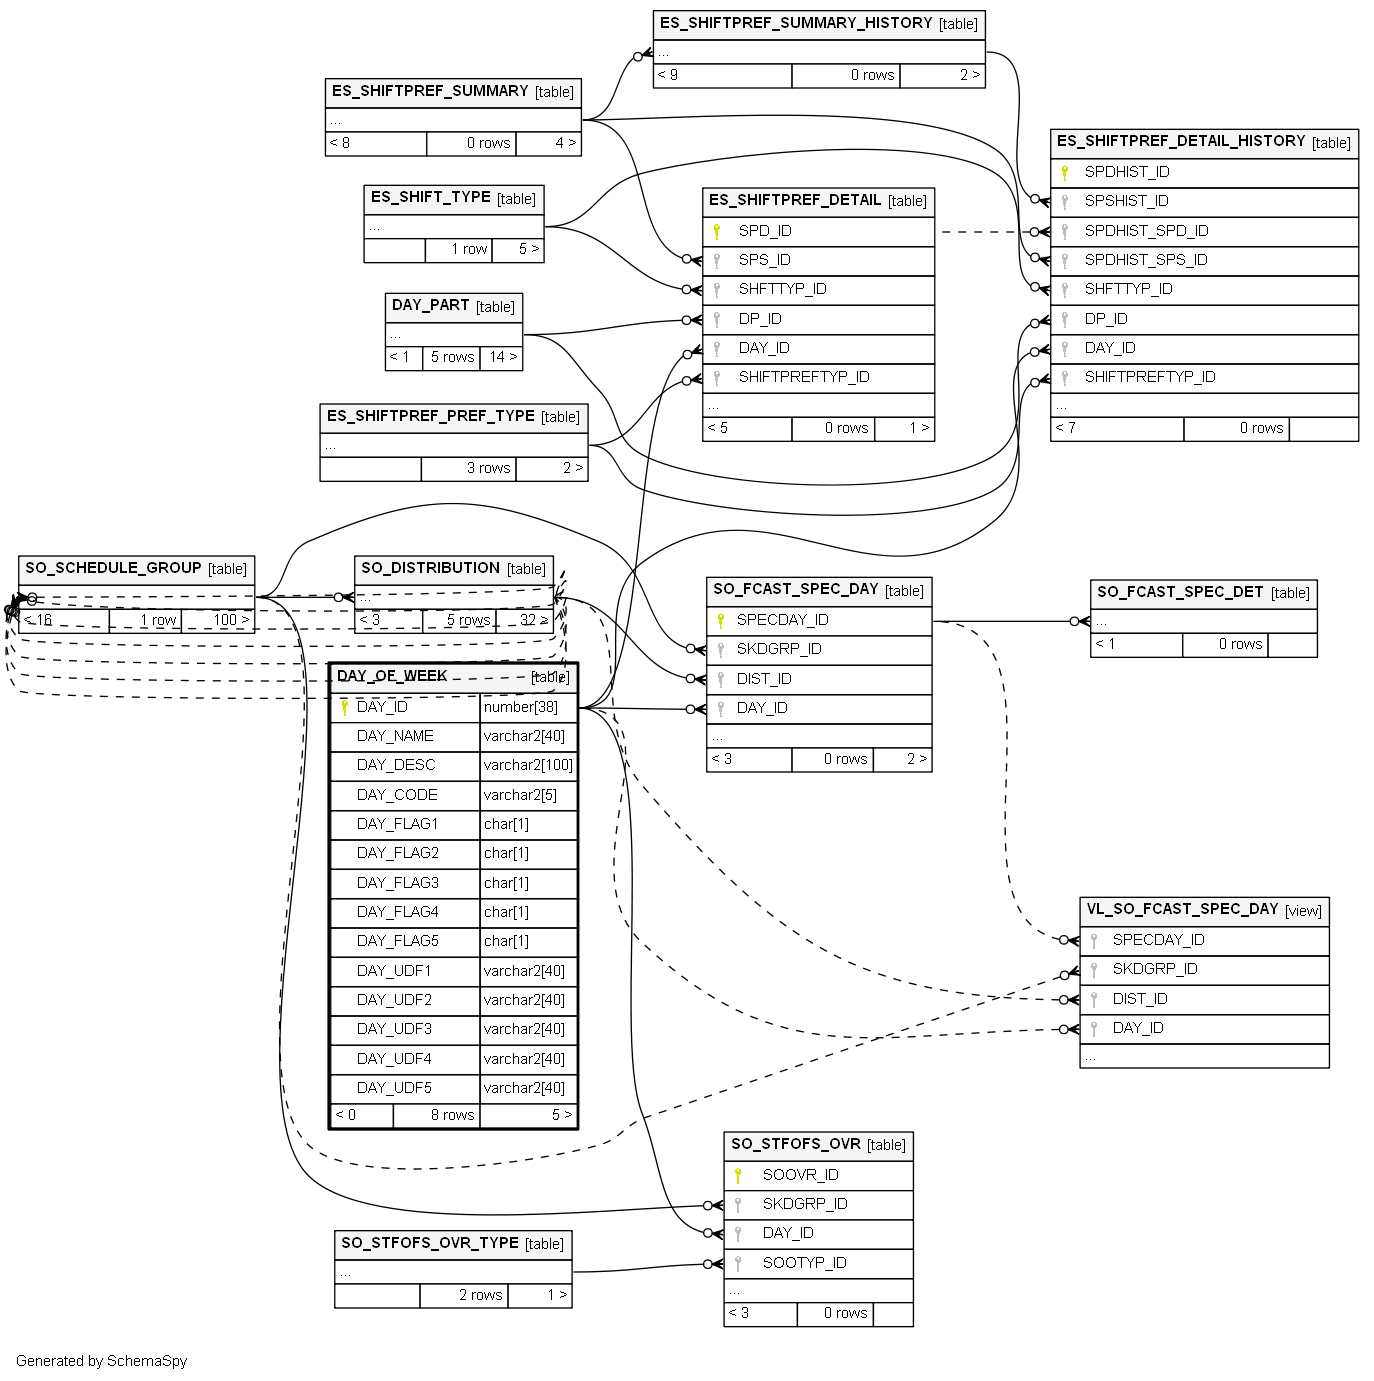 ES_SHIFTPREF_SUMMARY_HISTORY [table]
...
< 9 0 rows 2 >
ES_SHIFTPREF_SUMMARY [table]
...
< 8 0 rows 4 >
ES_SHIFTPREF_DETAIL_HISTORY [table]
SPDHIST_ID
SPSHIST_ID
SPDHIST_SPD_ID
SPDHIST_SPS_ID
SHFTTYP_ID
DP_ID
DAY_ID
SHIFTPREFTYP_ID
...
< 7 0 rows
ES_SHIFT_TYPE [table]
...
1 row 5 >
ES_SHIFTPREF_DETAIL [table]
SPD_ID
SPS_ID
SHFTTYP_ID
DP_ID
DAY_ID
SHIFTPREFTYP_ID
...
< 5 0 rows 1 >
DAY_PART [table]
...
< 1 5 rows 14 >
ES_SHIFTPREF_PREF_TYPE [table]
...
3 rows 2 >
SO_SCHEDULE_GROUP [table]
...
< 16 1 row 100 >
SO_DISTRIBUTION [table]
...
< 3 5 rows 32 >
SO_FCAST_SPEC_DAY [table]
SPECDAY_ID
SKDGRP_ID
DIST_ID
DAY_ID
...
< 3 0 rows 2 >
SO_FCAST_SPEC_DET [table]
...
< 1 0 rows
DAY_OF_WEEK [table]
DAY_ID number[38]
DAY_NAME varchar2[40]
DAY_DESC varchar2[100]
DAY_CODE varchar2[5]
DAY_FLAG1 char[1]
DAY_FLAG2 char[1]
DAY_FLAG3 char[1]
DAY_FLAG4 char[1]
DAY_FLAG5 char[1]
DAY_UDF1 varchar2[40]
DAY_UDF2 varchar2[40]
DAY_UDF3 varchar2[40]
DAY_UDF4 varchar2[40]
DAY_UDF5 varchar2[40]
< 0 8 rows 5 >
VL_SO_FCAST_SPEC_DAY [view]
SPECDAY_ID
SKDGRP_ID
DIST_ID
DAY_ID
...
SO_STFOFS_OVR [table]
SOOVR_ID
SKDGRP_ID
DAY_ID
SOOTYP_ID
...
< 3 0 rows
SO_STFOFS_OVR_TYPE [table]
...
2 rows 1 >
Generated by SchemaSpy